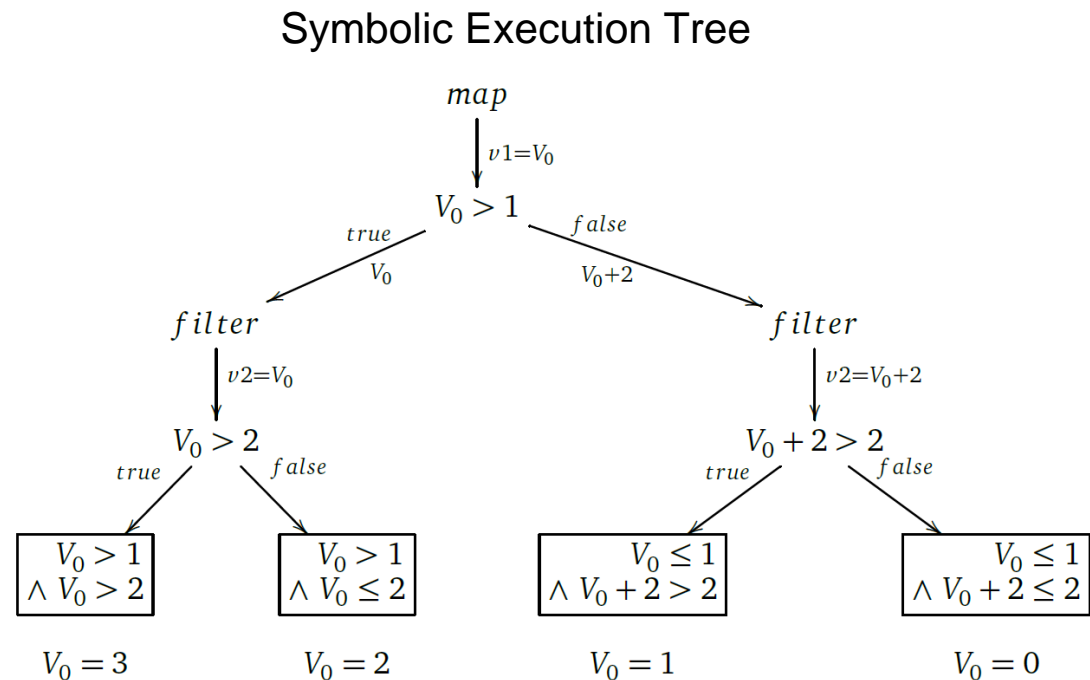 Symbolic Execution Tree
map
v1=V₀
V₀ > 1
true
false
V₀
V₀+2
filter
filter
v2=V₀
v2=V₀+2
V₀ > 2
V₀ + 2 > 2
true
false
true
false
V₀ > 1
∧ V₀ > 2
V₀ > 1
∧ V₀ ≤ 2
V₀ ≤ 1
∧ V₀ + 2 > 2
V₀ ≤ 1
∧ V₀ + 2 ≤ 2
V₀ = 3
V₀ = 2
V₀ = 1
V₀ = 0